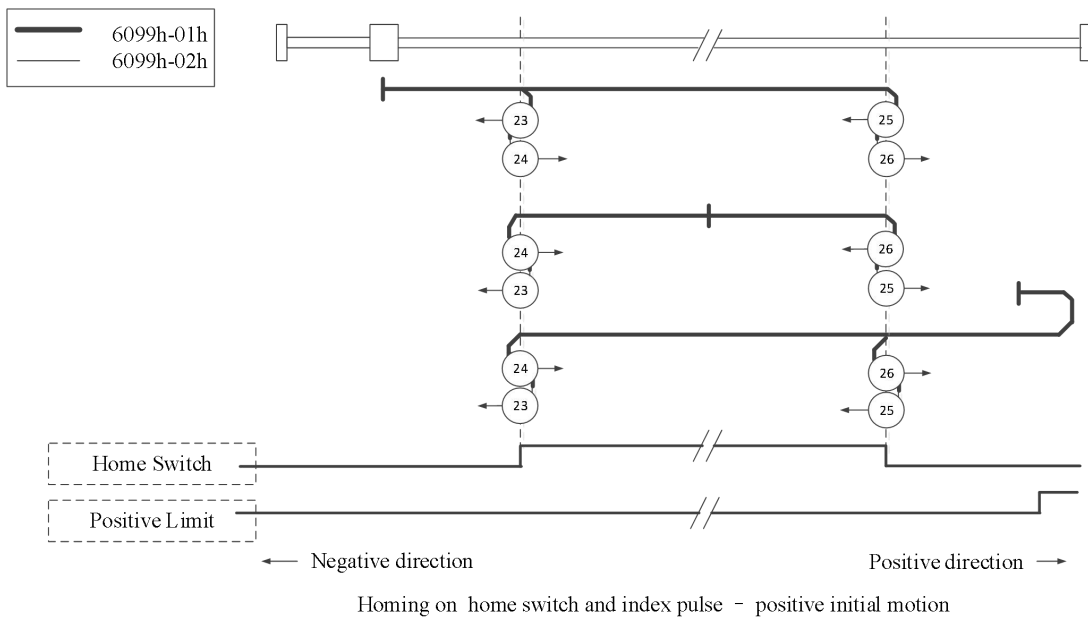 6099h-01h
6099h-02h
23
25
24
26
24
26
23
25
24
26
23
25
Home Switch
Positive Limit
Negative direction
Positive direction
Homing on home switch and index pulse - positive initial motion